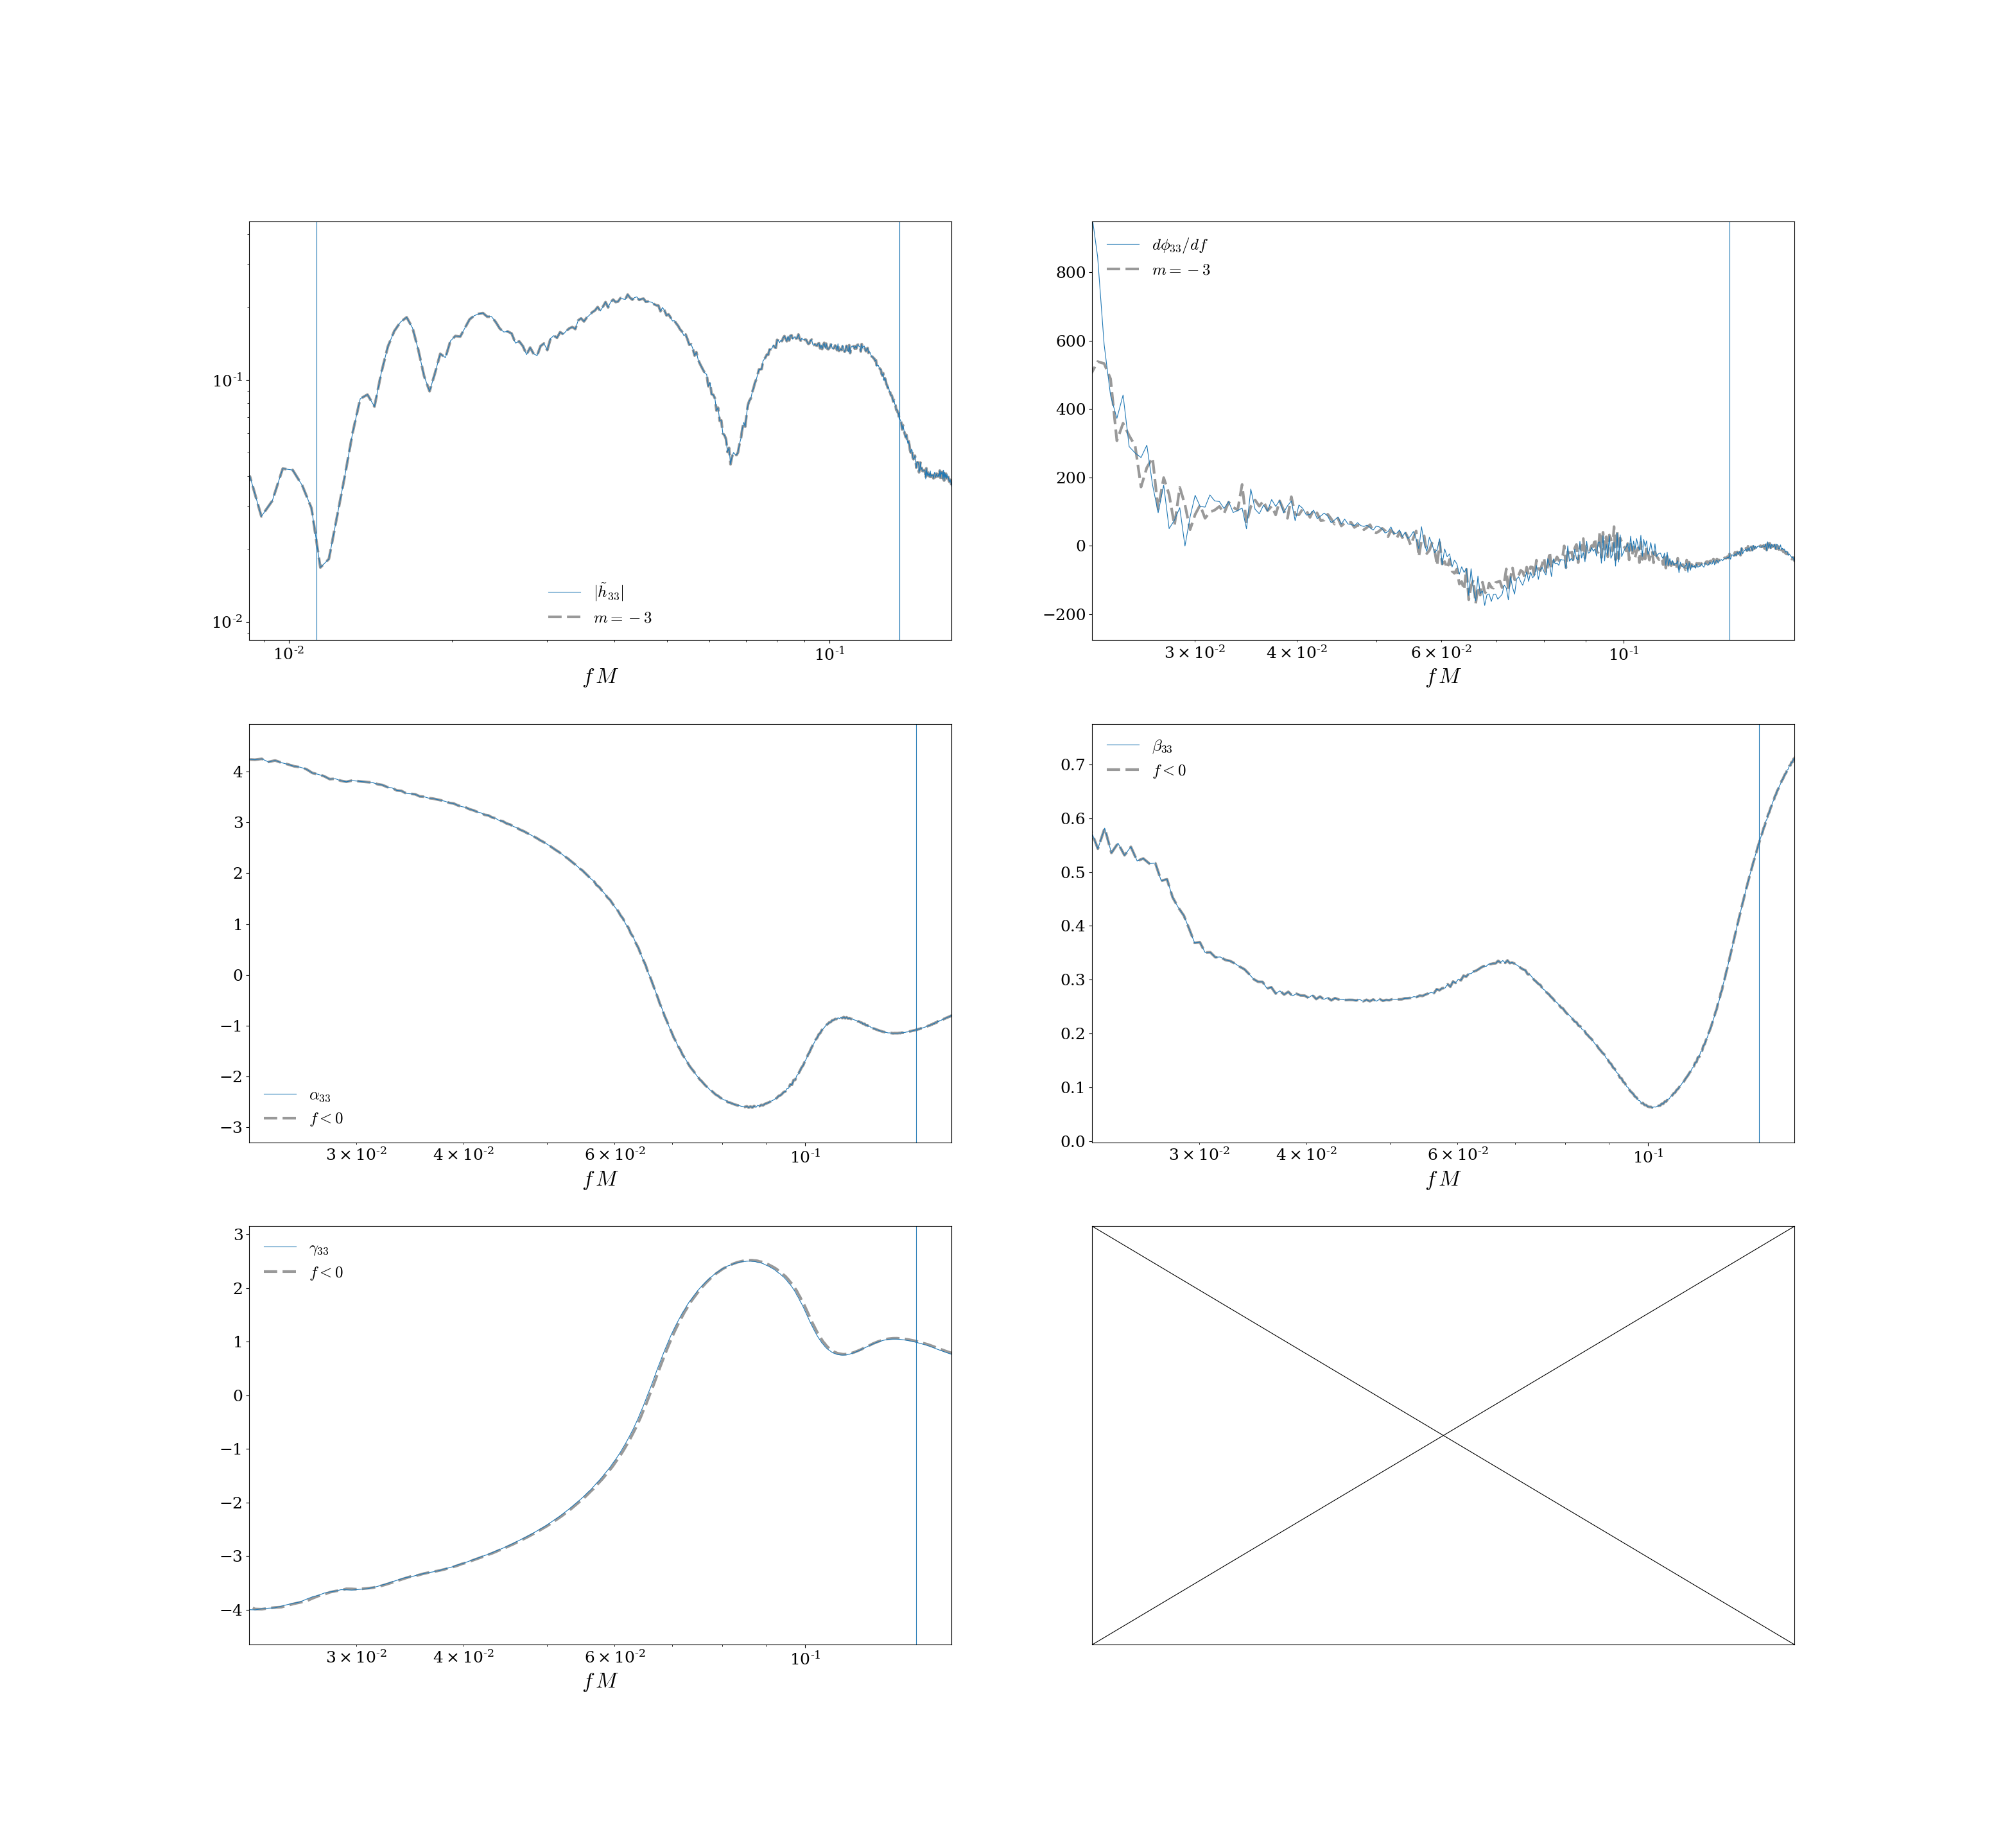 10⁻¹
10⁻²
|h̃₃₃|
m = −3
10⁻² 10⁻¹
f M
800
600
400
200
0
−200
dϕ₃₃/df
m = −3
3 × 10⁻² 4 × 10⁻² 6 × 10⁻² 10⁻¹
f M
4
3
2
1
0
−1
−2
−3
α₃₃
f < 0
3 × 10⁻² 4 × 10⁻² 6 × 10⁻² 10⁻¹
f M
0.7
0.6
0.5
0.4
0.3
0.2
0.1
0.0
β₃₃
f < 0
3 × 10⁻² 4 × 10⁻² 6 × 10⁻² 10⁻¹
f M
3
2
1
0
−1
−2
−3
−4
γ₃₃
f < 0
3 × 10⁻² 4 × 10⁻² 6 × 10⁻² 10⁻¹
f M